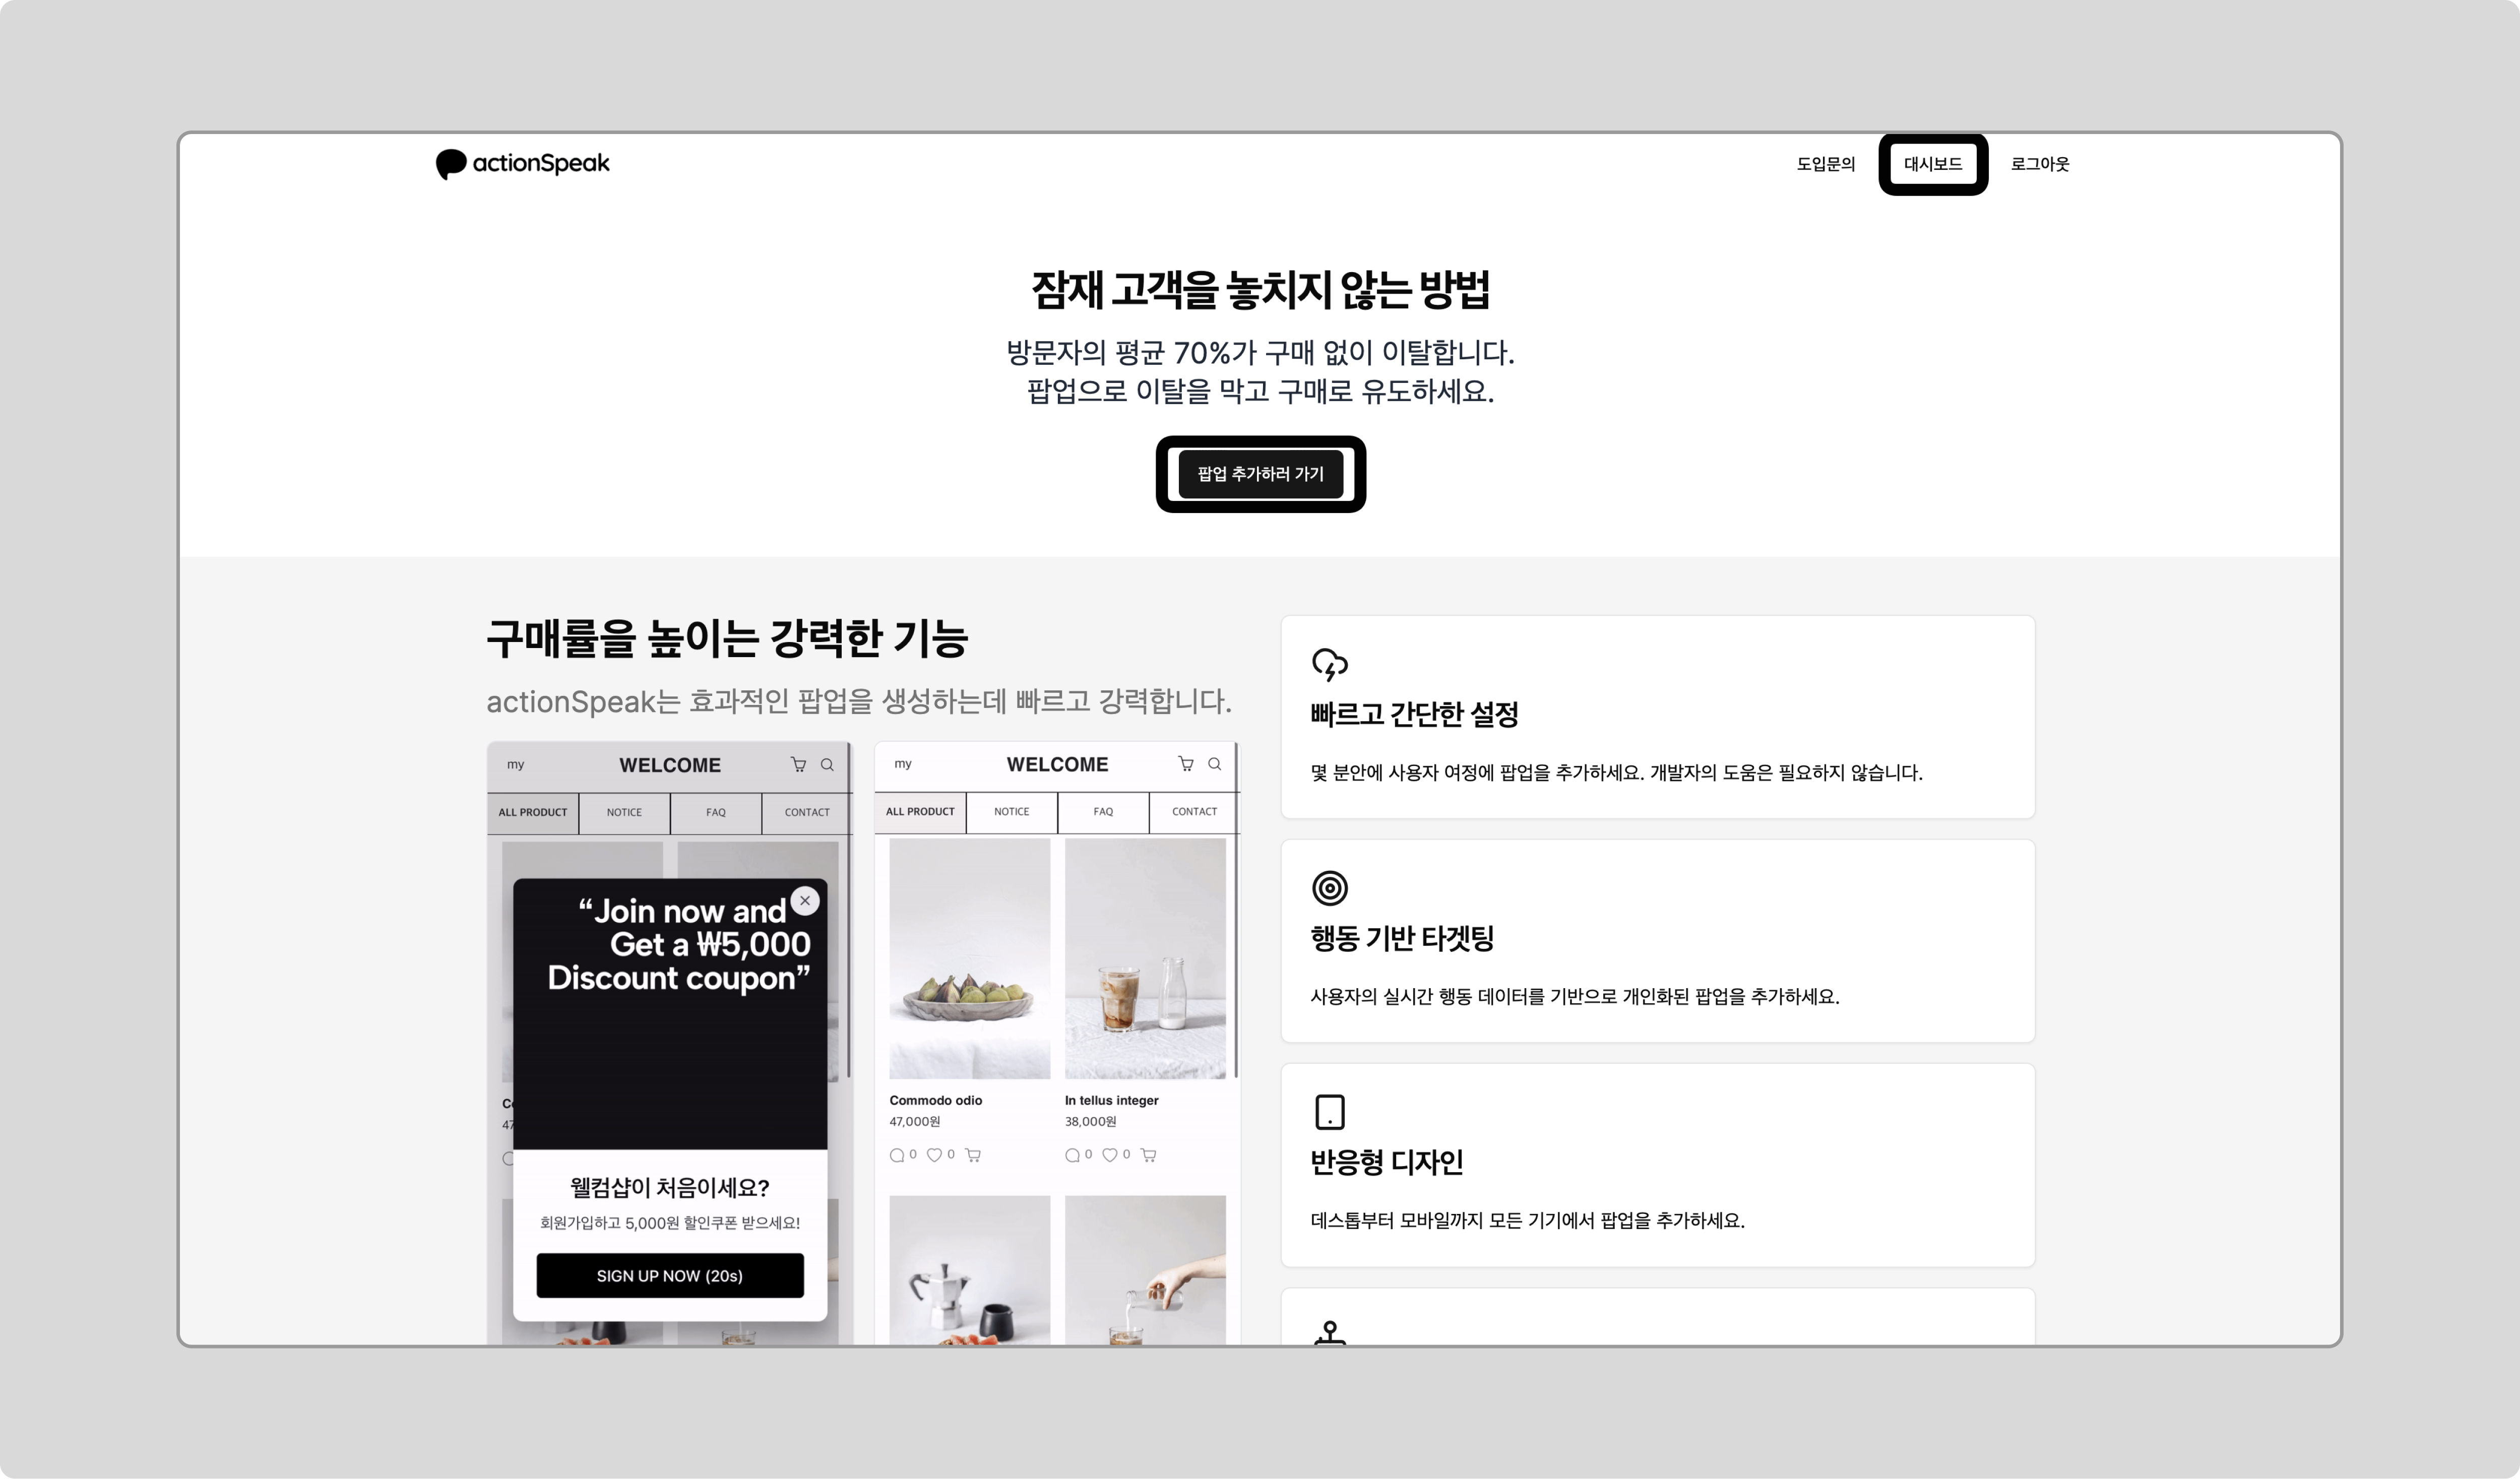 actionSpeak
도입문의
대시보드
로그아웃
잠재 고객을 놓치지 않는 방법
방문자의 평균 70%가 구매 없이 이탈합니다.
팝업으로 이탈을 막고 구매로 유도하세요.
팝업 추가하러 가기
구매률을 높이는 강력한 기능
actionSpeak는 효과적인 팝업을 생성하는데 빠르고 강력합니다.
my
WELCOME
ALL PRODUCT
NOTICE
FAQ
CONTACT
“Join now and
Get a ₩5,000
Discount coupon”
웰컴샵이 처음이세요?
회원가입하고 5,000원 할인쿠폰 받으세요!
SIGN UP NOW (20s)
my
WELCOME
ALL PRODUCT
NOTICE
FAQ
CONTACT
Commodo odio
47,000원
0
0
In tellus integer
38,000원
0
0
빠르고 간단한 설정
몇 분안에 사용자 여정에 팝업을 추가하세요. 개발자의 도움은 필요하지 않습니다.
행동 기반 타겟팅
사용자의 실시간 행동 데이터를 기반으로 개인화된 팝업을 추가하세요.
반응형 디자인
데스톱부터 모바일까지 모든 기기에서 팝업을 추가하세요.